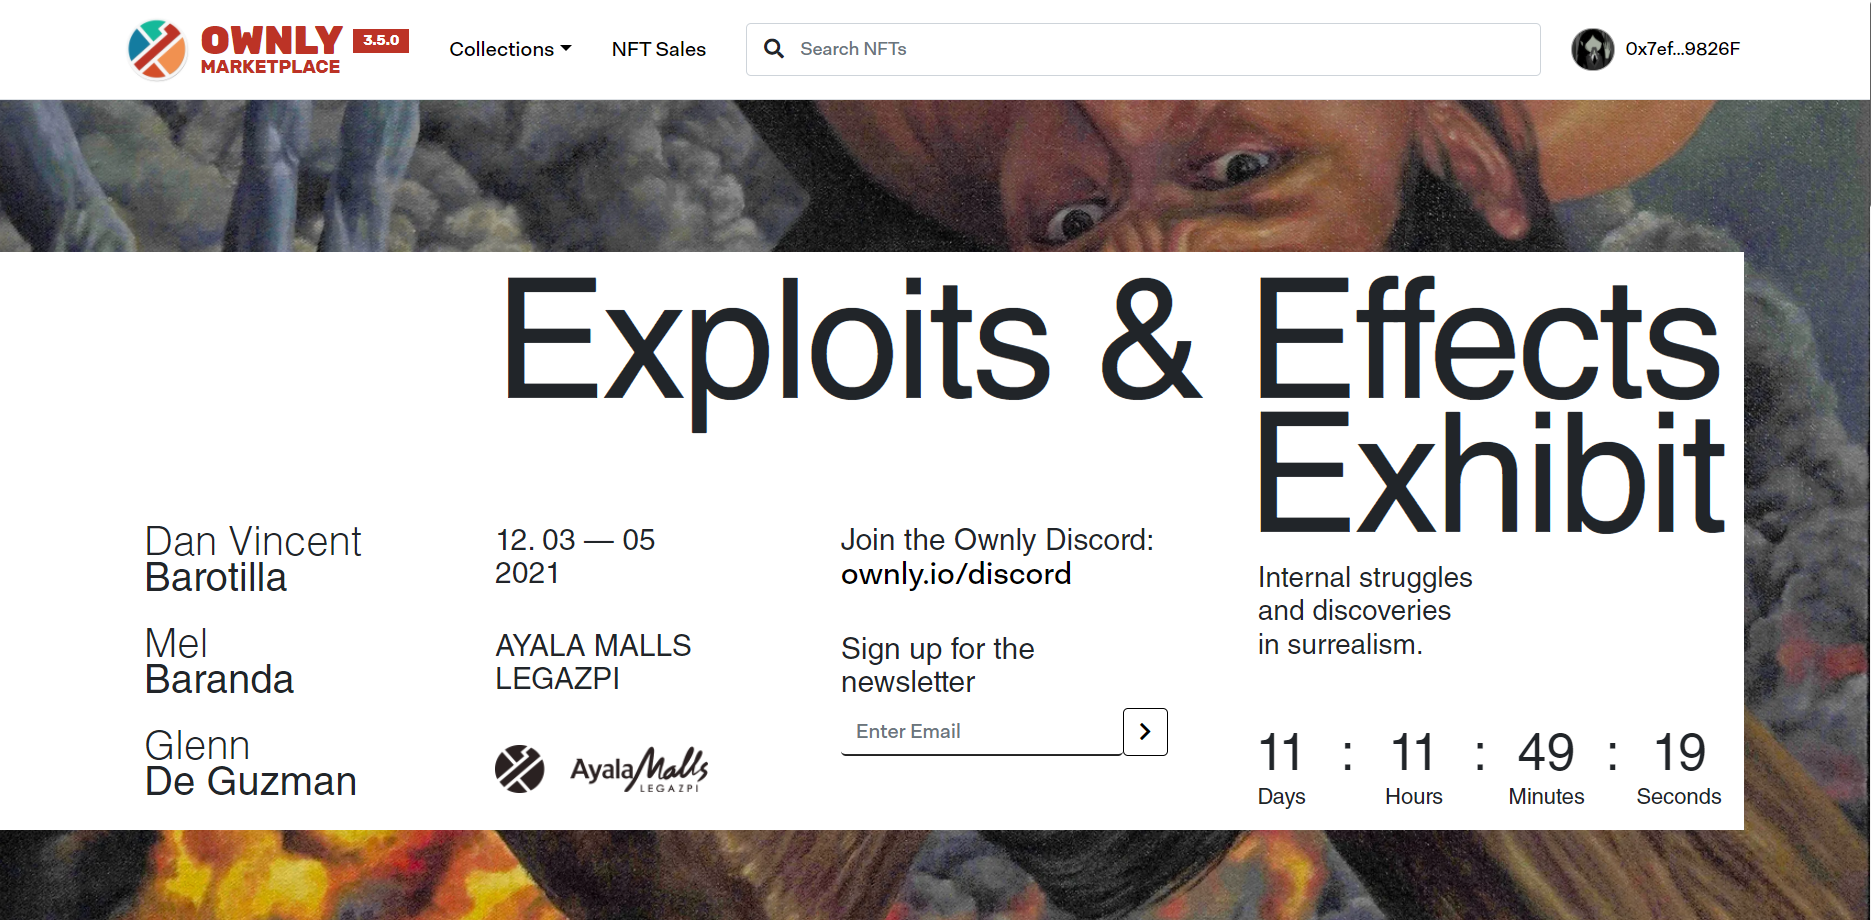 OWNLY
MARKETPLACE
3.5.0
Collections
NFT Sales
Search NFTs
0x7ef...9826F
Exploits & Effects
Exhibit
Dan Vincent
Barotilla
Mel
Baranda
Glenn
De Guzman
12. 03 — 05
2021
AYALA MALLS
LEGAZPI
AyalaMalls
LEGAZPI
Join the Ownly Discord:
ownly.io/discord
Sign up for the
newsletter
Enter Email
Internal struggles
and discoveries
in surrealism.
11 : 11 : 49 : 19
Days Hours Minutes Seconds